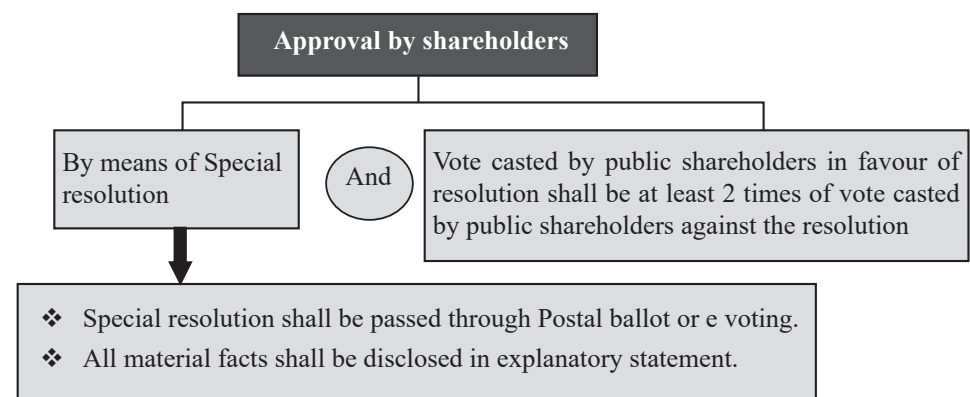 Approval by shareholders
By means of Special
resolution
And
Vote casted by public shareholders in favour of
resolution shall be at least 2 times of vote casted
by public shareholders against the resolution
❖ Special resolution shall be passed through Postal ballot or e voting.
❖ All material facts shall be disclosed in explanatory statement.